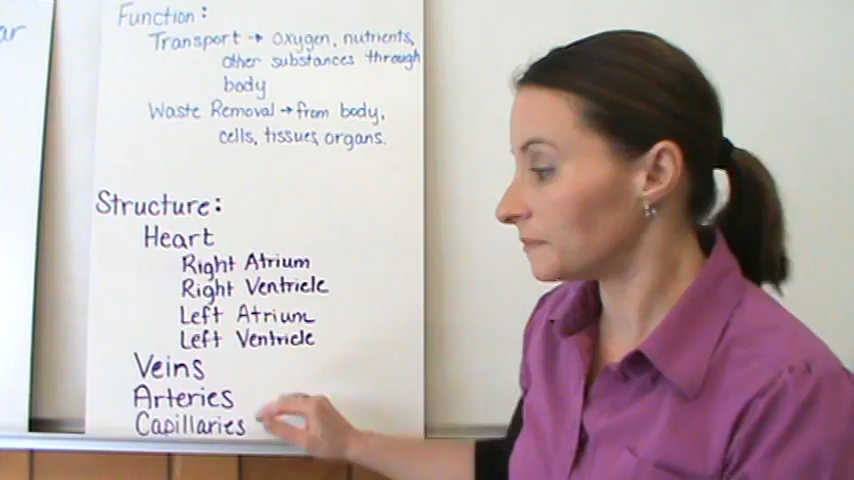 ar
Function:
Transport → oxygen, nutrients,
other substances through
body
Waste Removal → from body,
cells, tissues, organs.
Structure:
Heart
Right Atrium
Right Ventricle
Left Atrium
Left Ventricle
Veins
Arteries
Capillaries